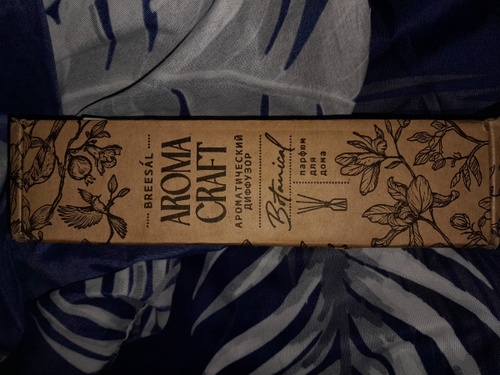 BREESÁL
AROMA
CRAFT
АРОМАТИЧЕСКИЙ
ДИФФУЗОР
Botanical
парфюм
для
дома